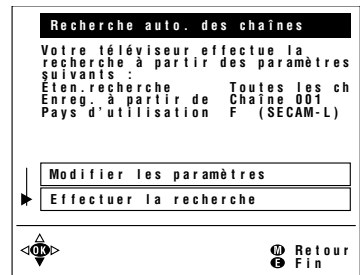 Recherche auto. des chaînes
Votre téléviseur effectue la
recherche à partir des paramètres
suivants :
Éten.recherche Toutes les ch
Enreg. à partir de Chaîne 001
Pays d'utilisation F (SECAM-L)
Modifier les paramètres
Effectuer la recherche
OK
M Retour
E Fin